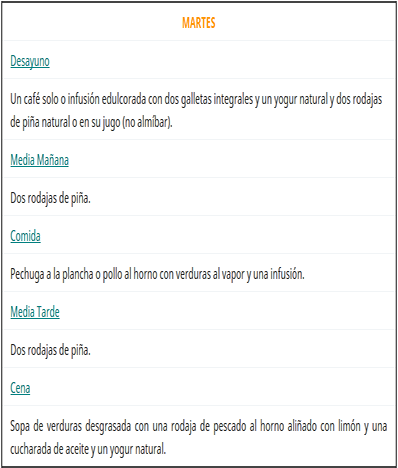 MARTES
Desayuno
Un café solo o infusión edulcorada con dos galletas integrales y un yogur natural y dos rodajas
de piña natural o en su jugo (no almíbar).
Media Mañana
Dos rodajas de piña.
Comida
Pechuga a la plancha o pollo al horno con verduras al vapor y una infusión.
Media Tarde
Dos rodajas de piña.
Cena
Sopa de verduras desgrasada con una rodaja de pescado al horno aliñado con limón y una
cucharada de aceite y un yogur natural.